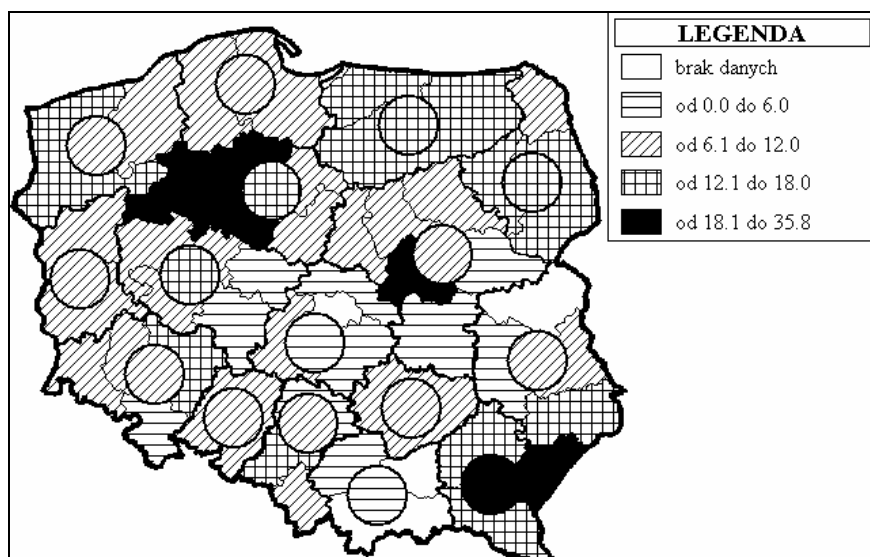 LEGENDA
brak danych
od 0.0 do 6.0
od 6.1 do 12.0
od 12.1 do 18.0
od 18.1 do 35.8